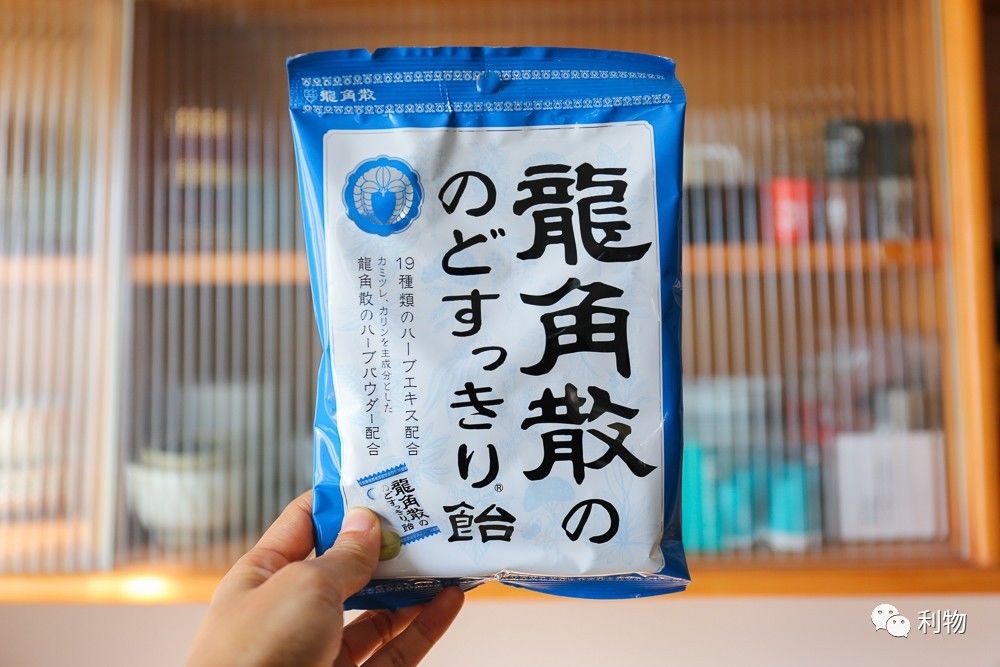 龍角散
龍角散の
のどすっきり®飴
19種類のハーブエキス配合
カミツレ、カリンを主成分とした
龍角散のハーブパウダー配合
龍角散の
のどすっきり飴
利物